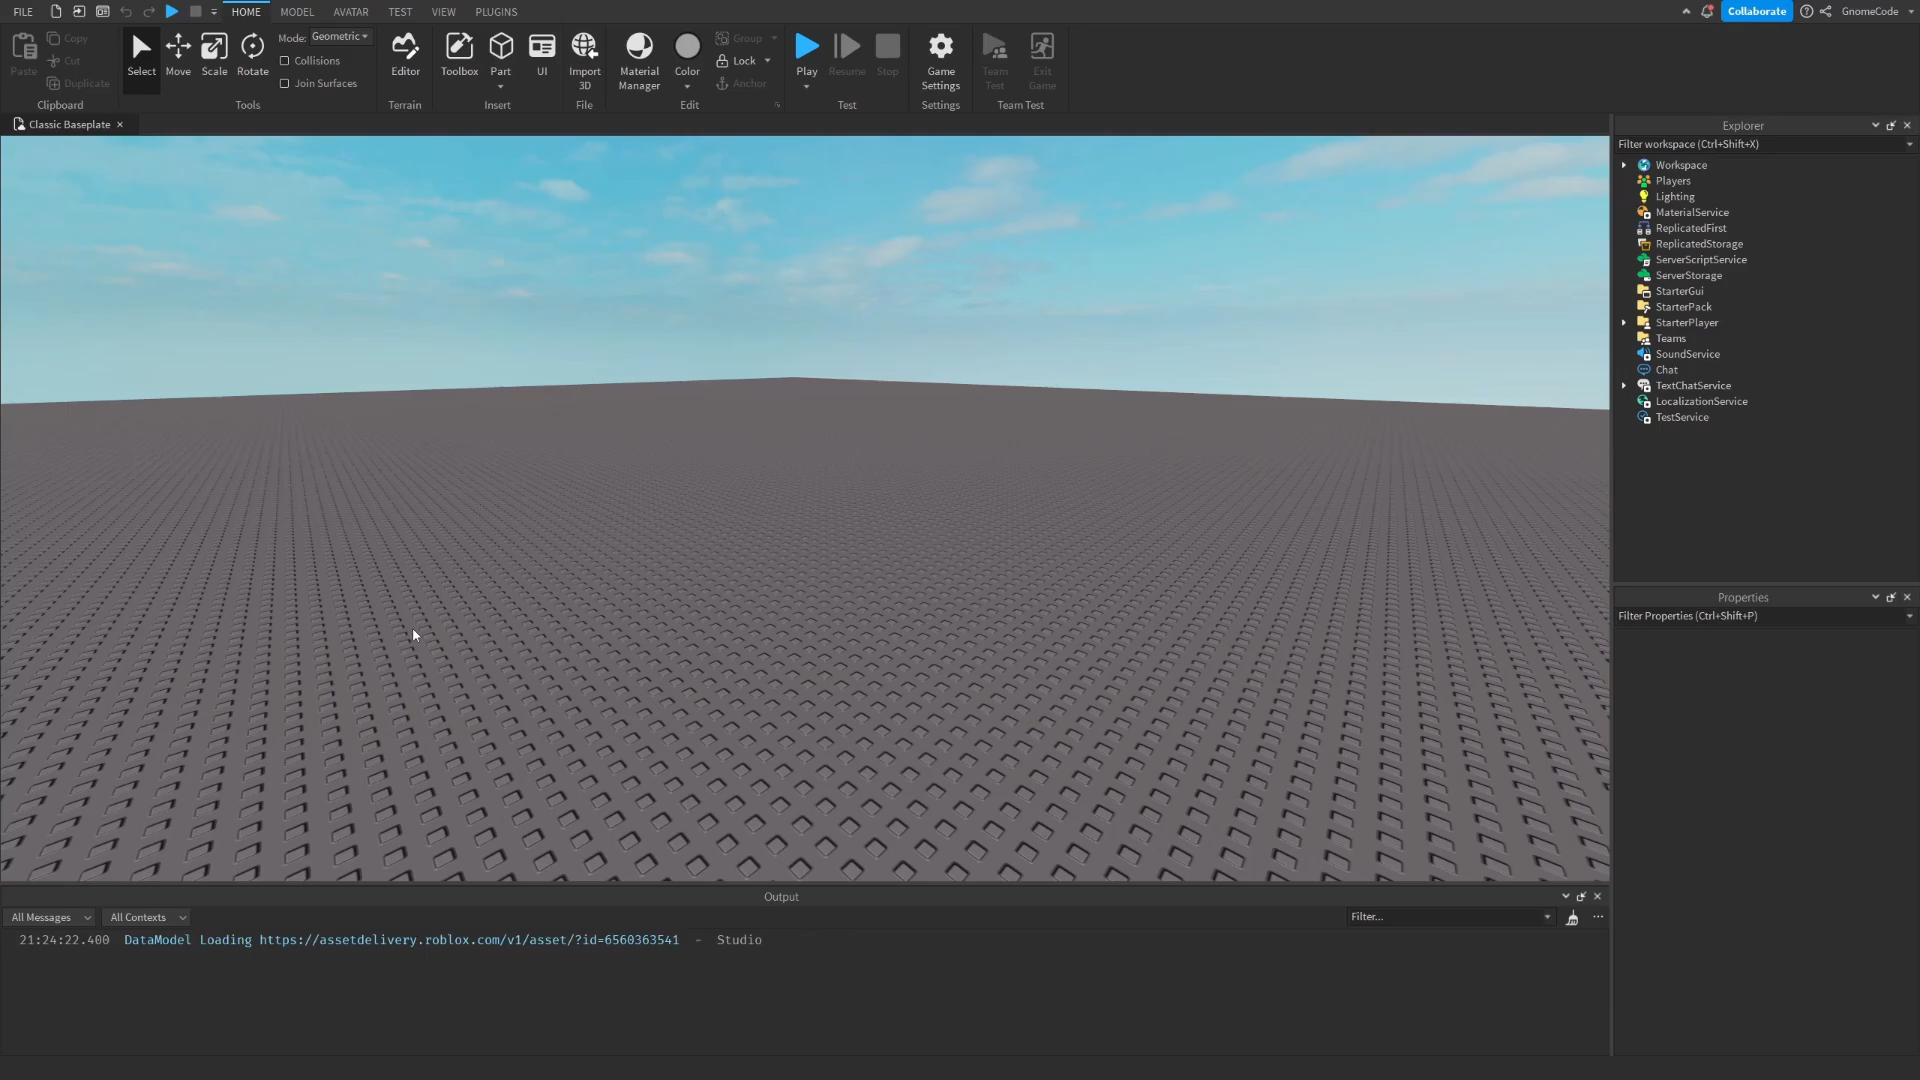 FILE HOME MODEL AVATAR TEST VIEW PLUGINS Collaborate GnomeCode
Paste Copy Cut Duplicate
Clipboard
Select Move Scale Rotate
Mode: Geometric
Collisions
Join Surfaces
Tools
Editor
Terrain
Toolbox Part UI
Insert
Import 3D
File
Material Manager Color
Group
Lock
Anchor
Edit
Play Resume Stop
Test
Game Settings
Settings
Team Test Exit Game
Team Test
Classic Baseplate
Explorer
Filter workspace (Ctrl+Shift+X)
Workspace
Players
Lighting
MaterialService
ReplicatedFirst
ReplicatedStorage
ServerScriptService
ServerStorage
StarterGui
StarterPack
StarterPlayer
Teams
SoundService
Chat
TextChatService
LocalizationService
TestService
Properties
Filter Properties (Ctrl+Shift+P)
Output
All Messages All Contexts Filter...
21:24:22.400 DataModel Loading https://assetdelivery.roblox.com/v1/asset/?id=6560363541 - Studio